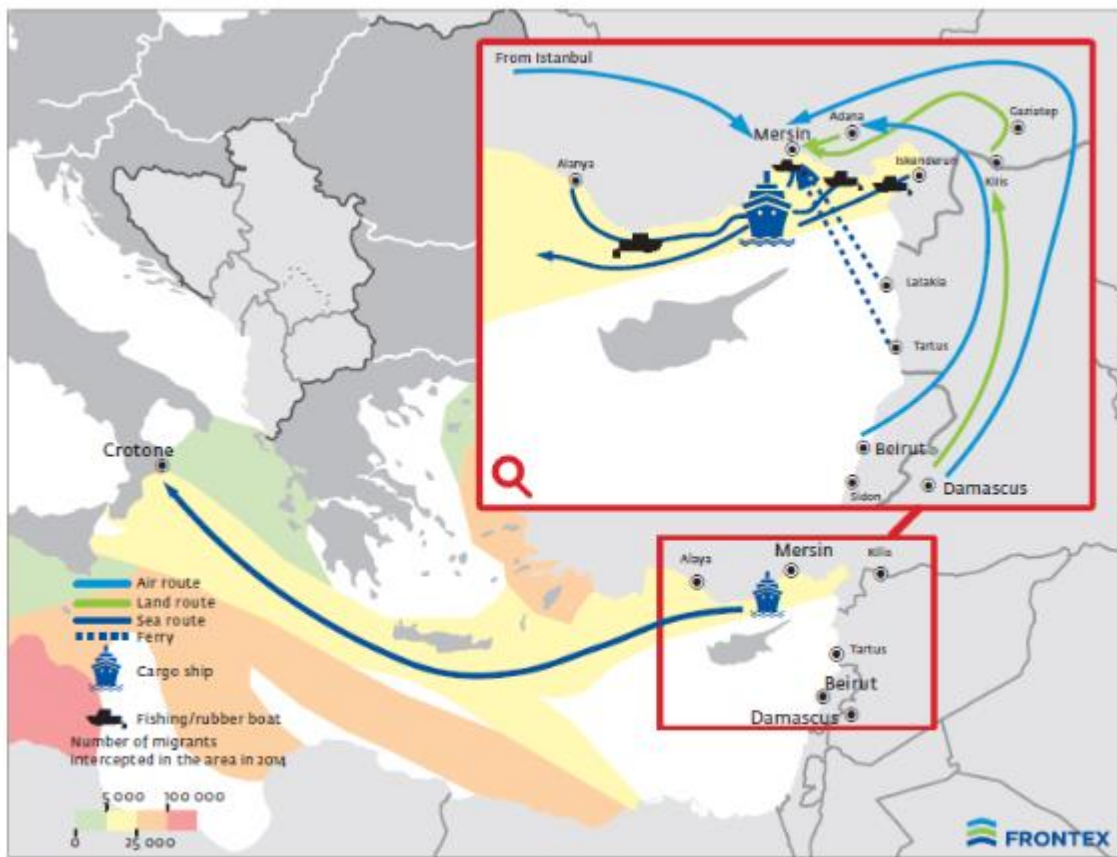 From Istanbul
Mersin
Adana
Gaziatep
Alanya
Iskenderun
Kilis
Latakia
Tartus
Beirut
Sidon
Damascus
Crotone
Alaya
Mersin
Kilis
Tartus
Beirut
Damascus
Air route
Land route
Sea route
Ferry
Cargo ship
Fishing/rubber boat
Number of migrants
intercepted in the area in 2014
5 000
100 000
0
25 000
FRONTEX